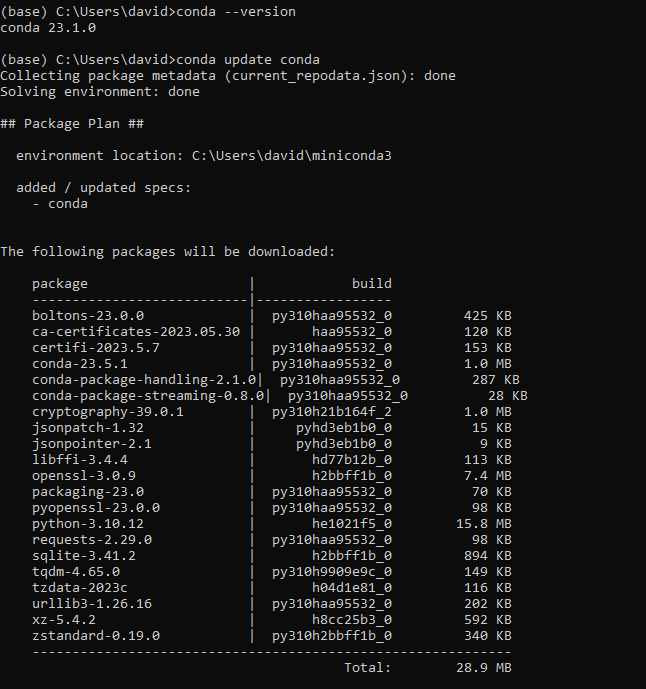 (base) C:\Users\david>conda --version
conda 23.1.0
(base) C:\Users\david>conda update conda
Collecting package metadata (current_repodata.json): done
Solving environment: done
## Package Plan ##
  environment location: C:\Users\david\miniconda3
  added / updated specs:
    - conda
The following packages will be downloaded:
    package                    |            build
    ---------------------------|-----------------
    boltons-23.0.0             |  py310haa95532_0         425 KB
    ca-certificates-2023.05.30 |       haa95532_0         120 KB
    certifi-2023.5.7           |  py310haa95532_0         153 KB
    conda-23.5.1               |  py310haa95532_0         1.0 MB
    conda-package-handling-2.1.0|  py310haa95532_0         287 KB
    conda-package-streaming-0.8.0|  py310haa95532_0          28 KB
    cryptography-39.0.1        |  py310h21b164f_2         1.0 MB
    jsonpatch-1.32             |     pyhd3eb1b0_0          15 KB
    jsonpointer-2.1            |     pyhd3eb1b0_0           9 KB
    libffi-3.4.4               |       hd77b12b_0         113 KB
    openssl-3.0.9              |       h2bbff1b_0         7.4 MB
    packaging-23.0             |  py310haa95532_0          70 KB
    pyopenssl-23.0.0           |  py310haa95532_0          98 KB
    python-3.10.12             |       he1021f5_0        15.8 MB
    requests-2.29.0            |  py310haa95532_0          98 KB
    sqlite-3.41.2              |       h2bbff1b_0         894 KB
    tqdm-4.65.0                |  py310h9909e9c_0         149 KB
    tzdata-2023c               |       h04d1e81_0         116 KB
    urllib3-1.26.16            |  py310haa95532_0         202 KB
    xz-5.4.2                   |       h8cc25b3_0         592 KB
    zstandard-0.19.0           |  py310h2bbff1b_0         340 KB
    ------------------------------------------------------------
                                           Total:        28.9 MB